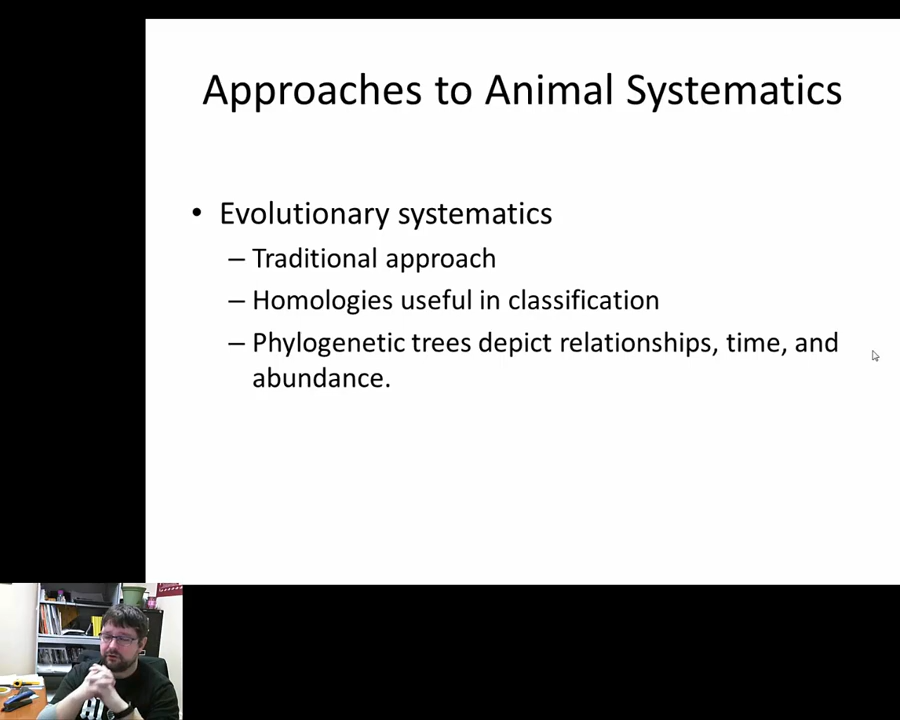 Approaches to Animal Systematics
• Evolutionary systematics
– Traditional approach
– Homologies useful in classification
– Phylogenetic trees depict relationships, time, and
abundance.